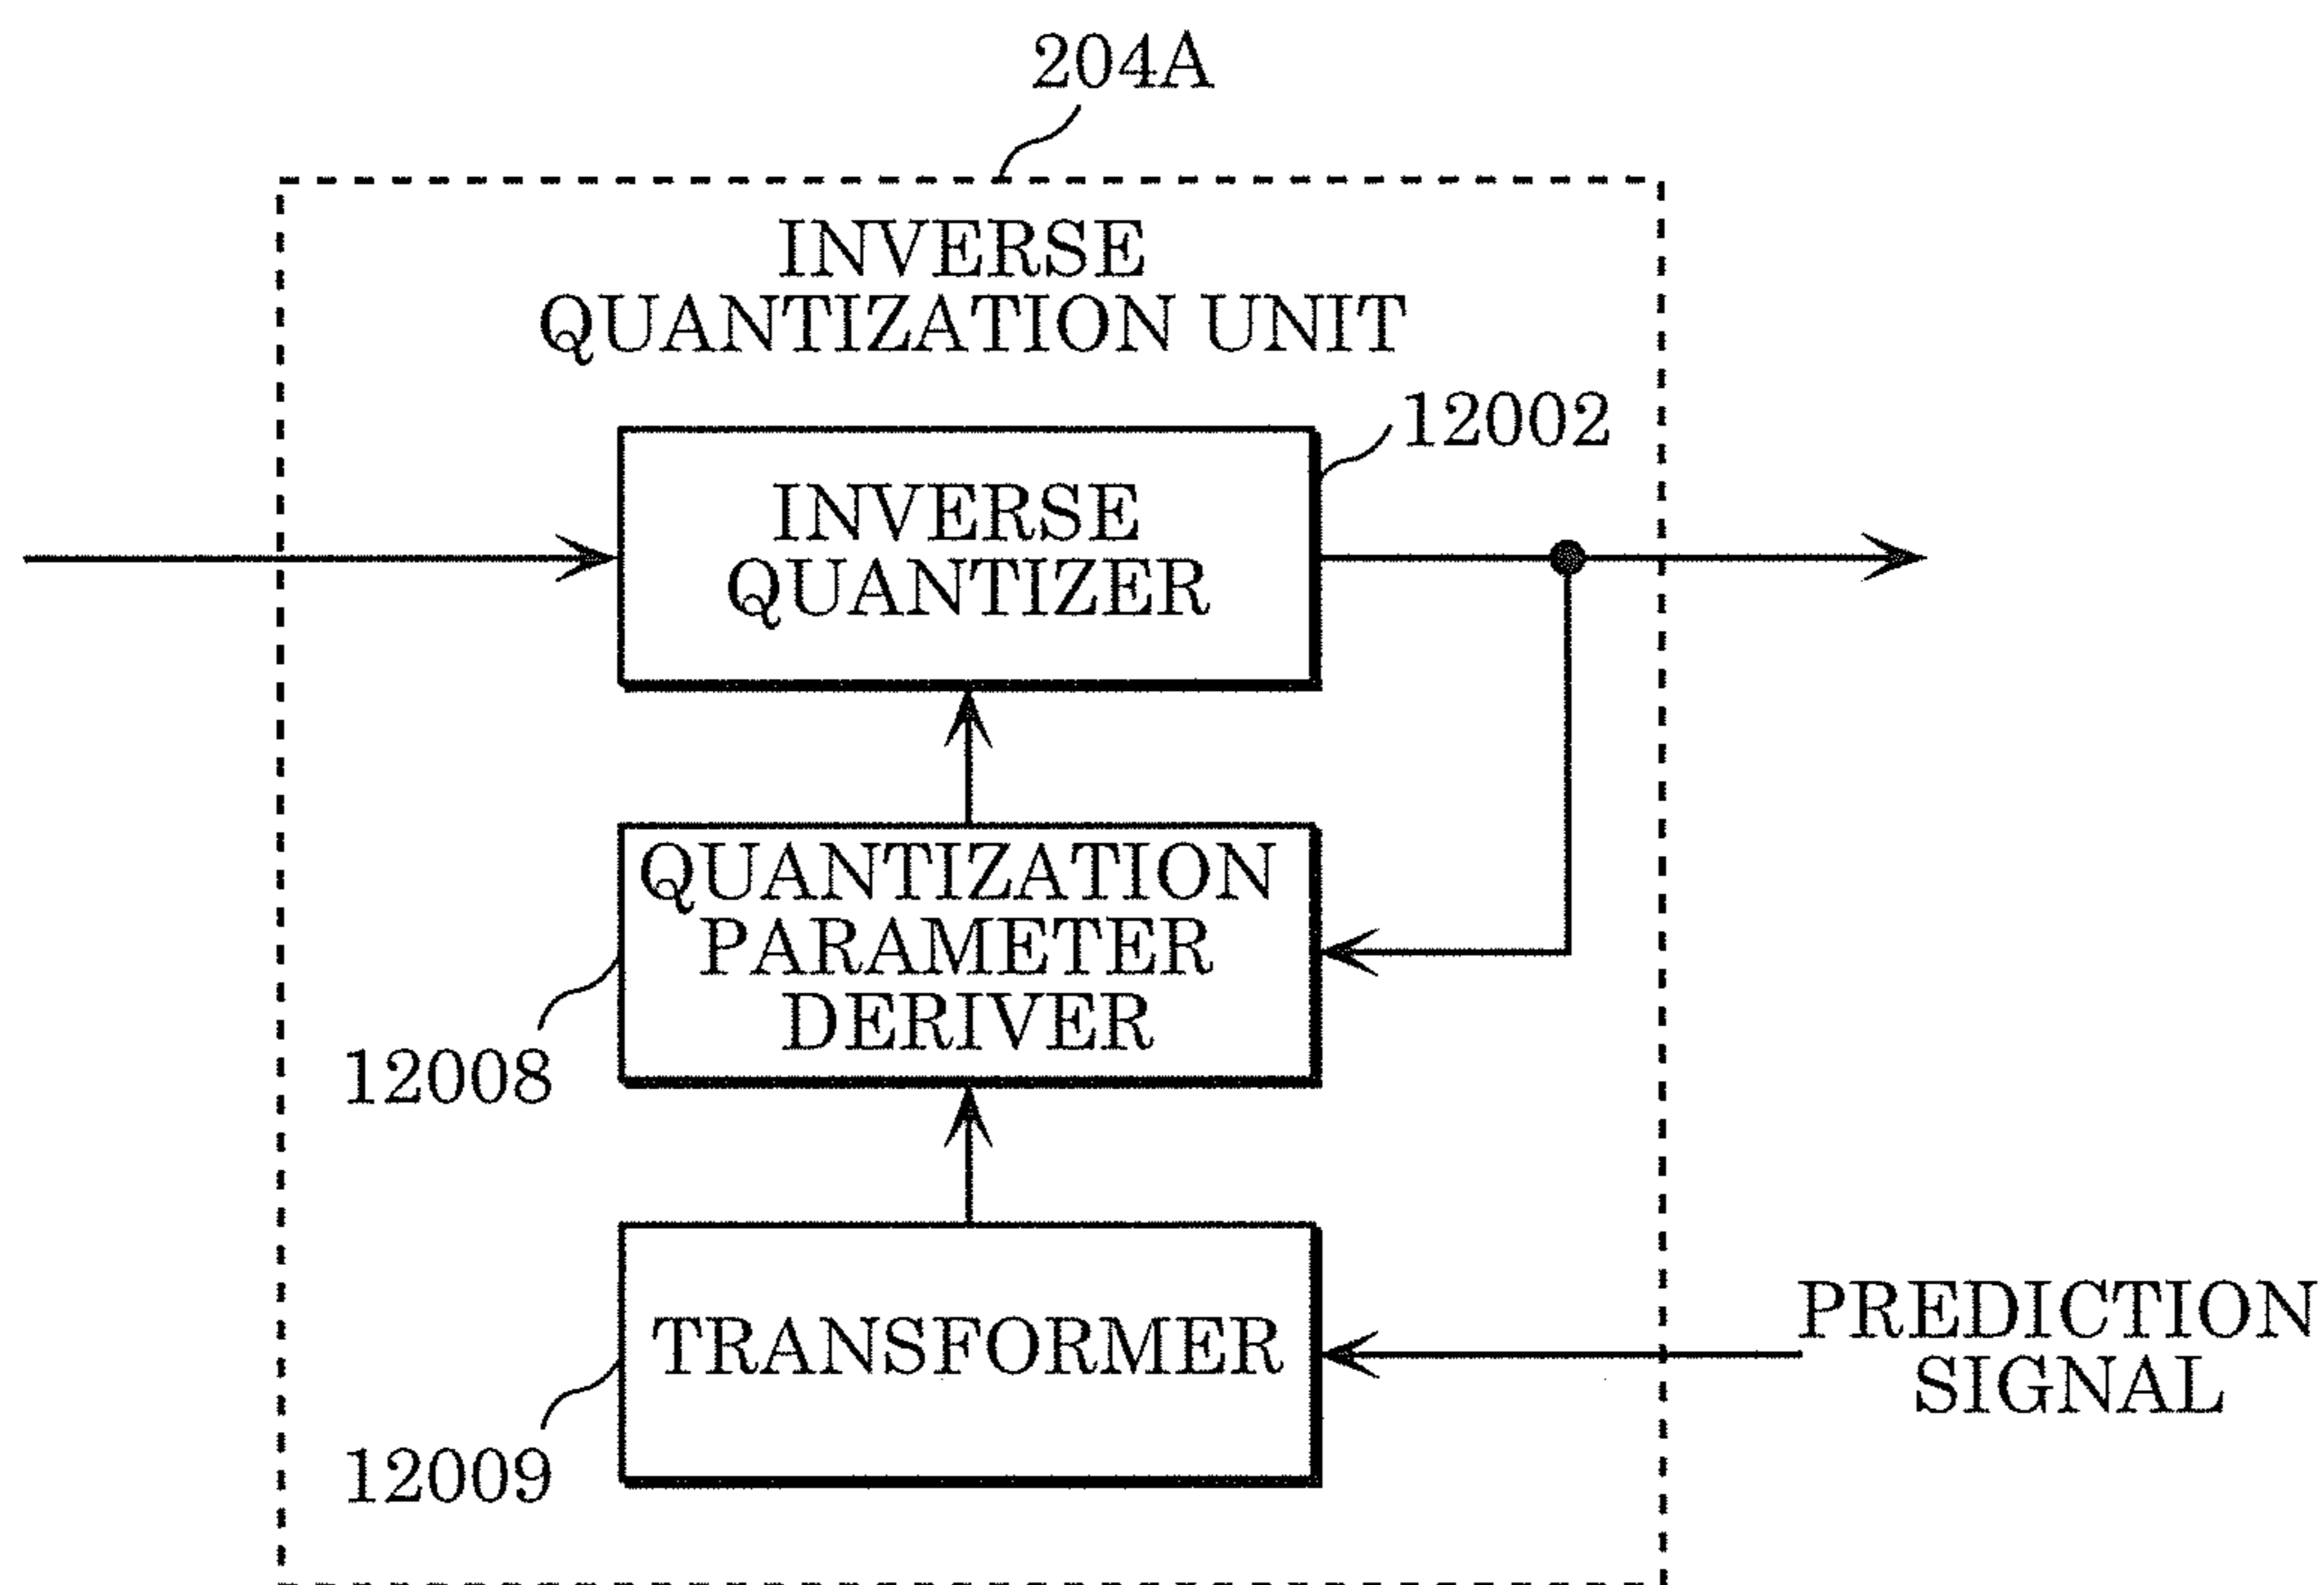 204A
INVERSE
QUANTIZATION UNIT
12002
INVERSE
QUANTIZER
QUANTIZATION
PARAMETER
DERIVER
12008
TRANSFORMER
12009
PREDICTION
SIGNAL